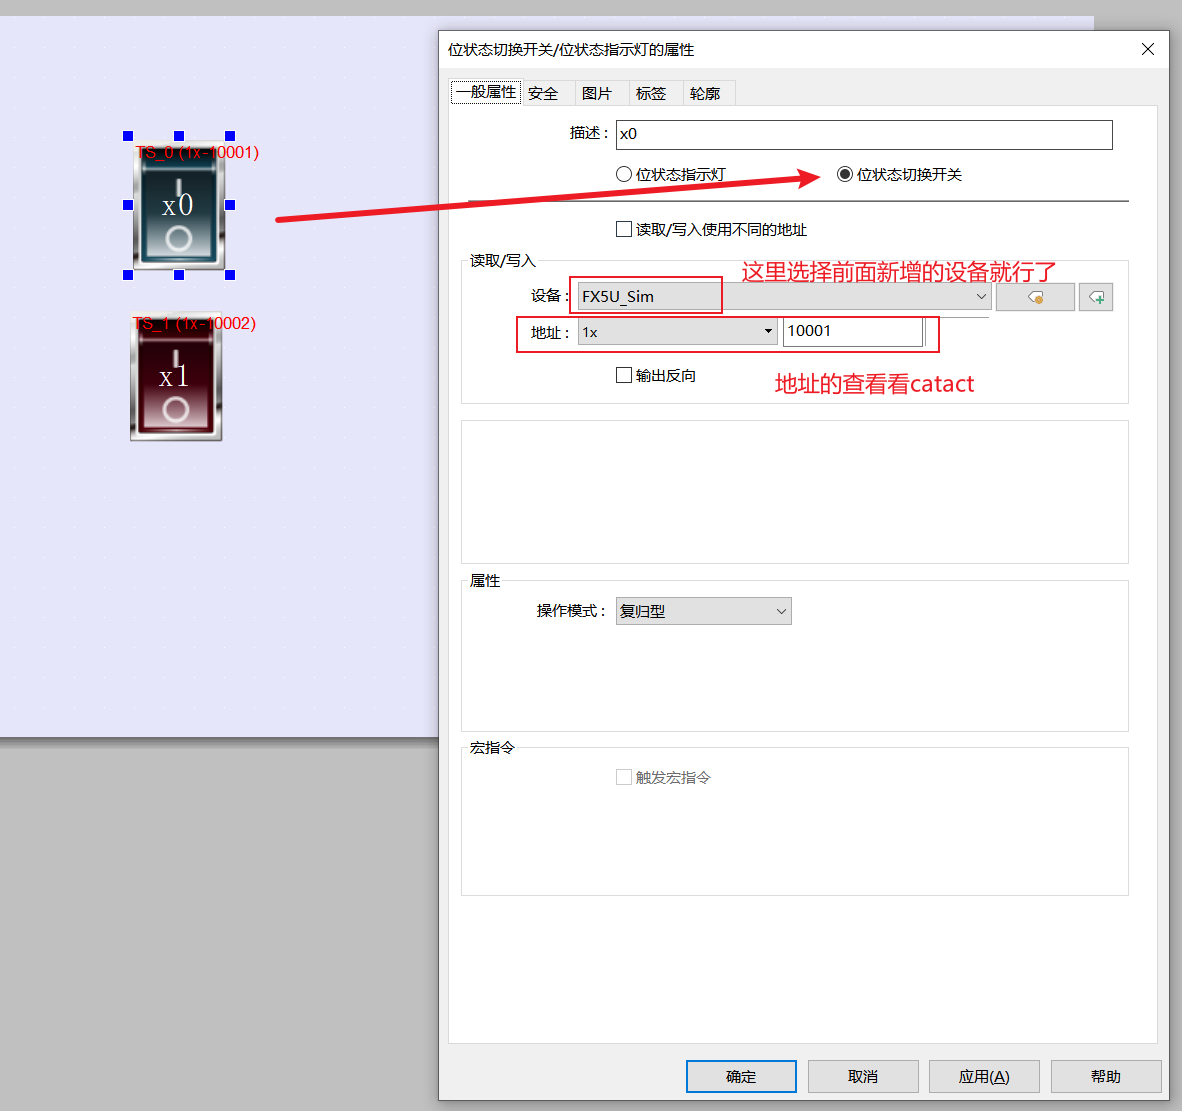 位状态切换开关/位状态指示灯的属性
一般属性 安全 图片 标签 轮廓
描述： x0
位状态指示灯 位状态切换开关
读取/写入使用不同的地址
读取/写入
这里选择前面新增的设备就行了
设备： FX5U_Sim
地址： 1x 10001
输出反向
地址的查看看catact
属性
操作模式： 复归型
宏指令
触发宏指令
确定 取消 应用(A) 帮助
TS_0 (1x-10001)
x0
TS_1 (1x-10002)
x1